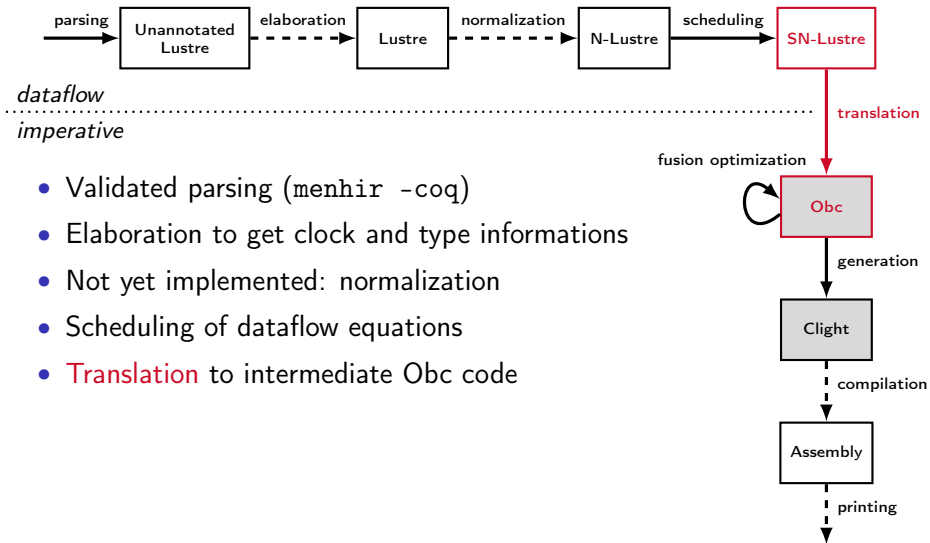 parsing
Unannotated
Lustre
elaboration
Lustre
normalization
N-Lustre
scheduling
SN-Lustre
dataflow
imperative
translation
fusion optimization
Obc
generation
Clight
compilation
Assembly
printing
• Validated parsing (menhir -coq)
• Elaboration to get clock and type informations
• Not yet implemented: normalization
• Scheduling of dataflow equations
• Translation to intermediate Obc code